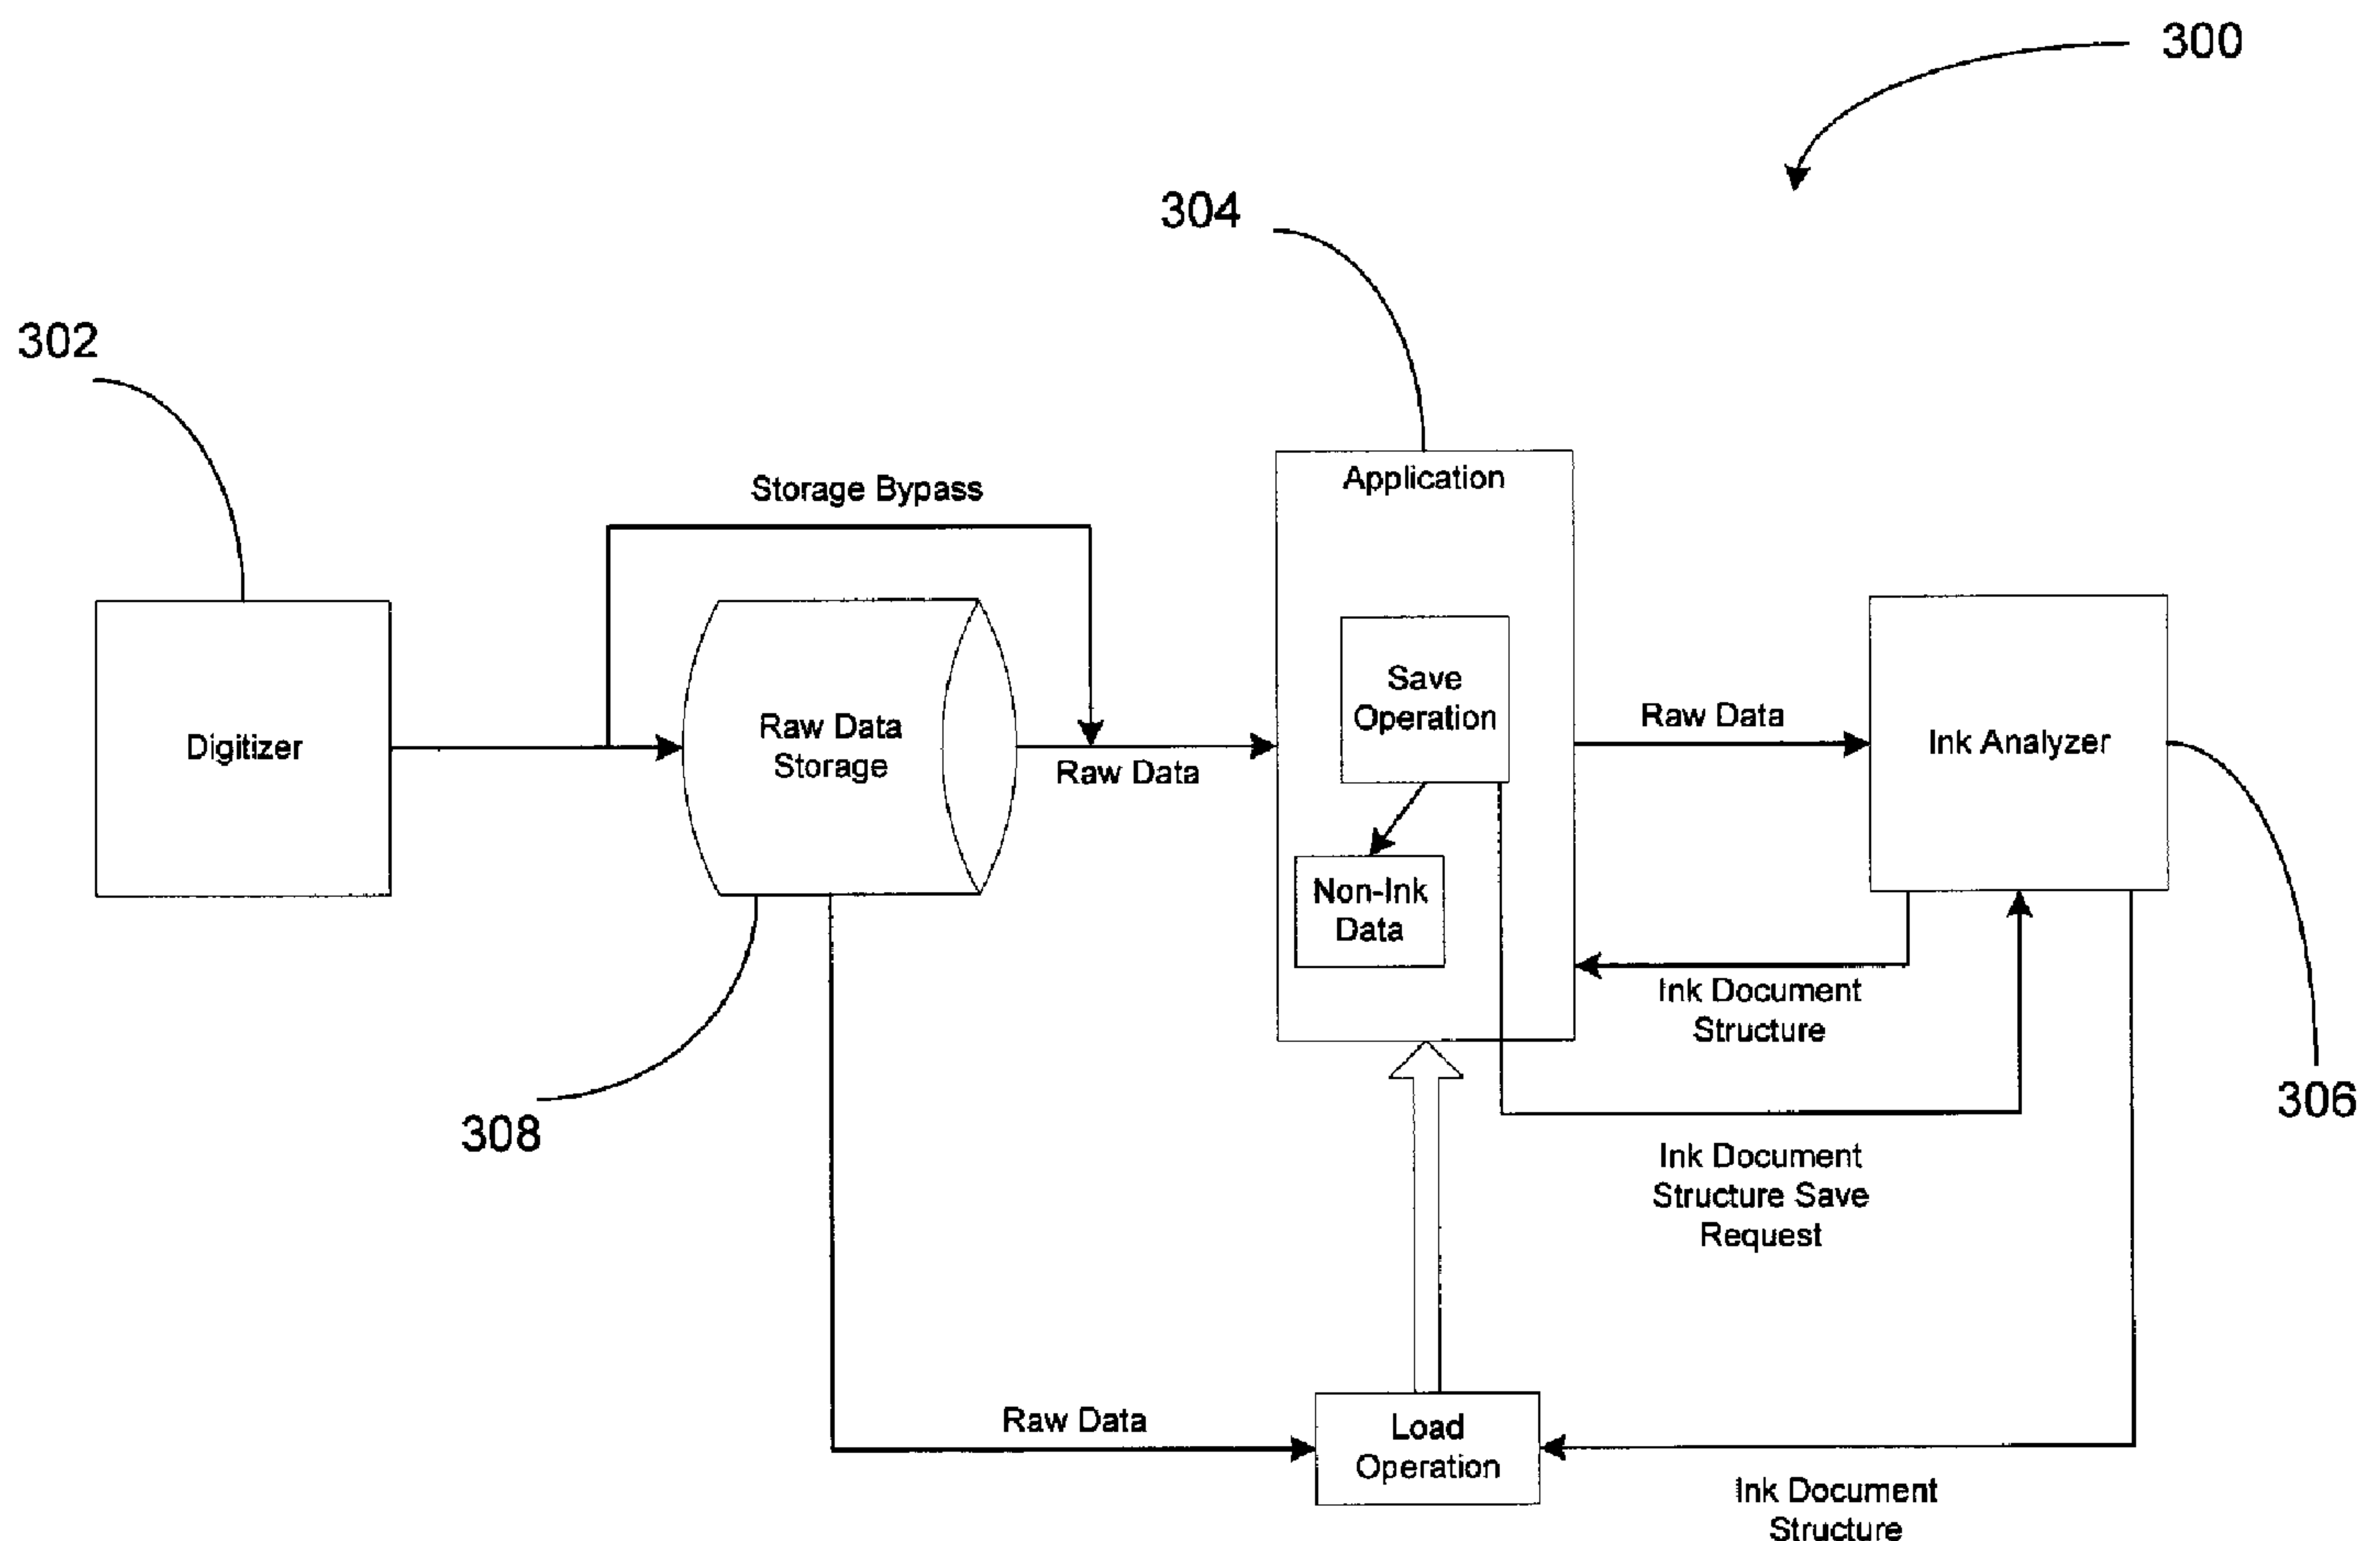 300
304
302
Application
Storage Bypass
Save
Operation
Raw Data
Storage
Raw Data
Ink Analyzer
Digitizer
Raw Data
Non-Ink
Data
Ink Document
Structure
308
306
Ink Document
Structure Save
Request
Raw Data
Load
Operation
Ink Document
Structure